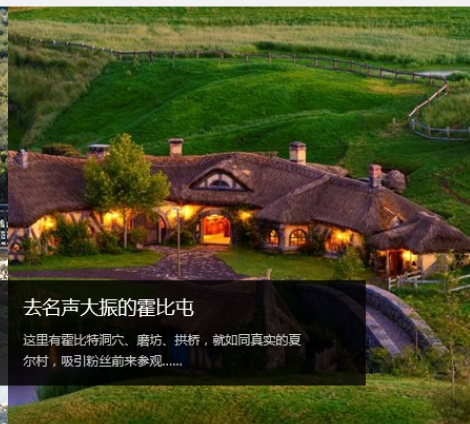 去名声大振的霍比屯
这里有霍比特洞穴、磨坊、拱桥，就如同真实的夏
尔村，吸引粉丝前来参观......